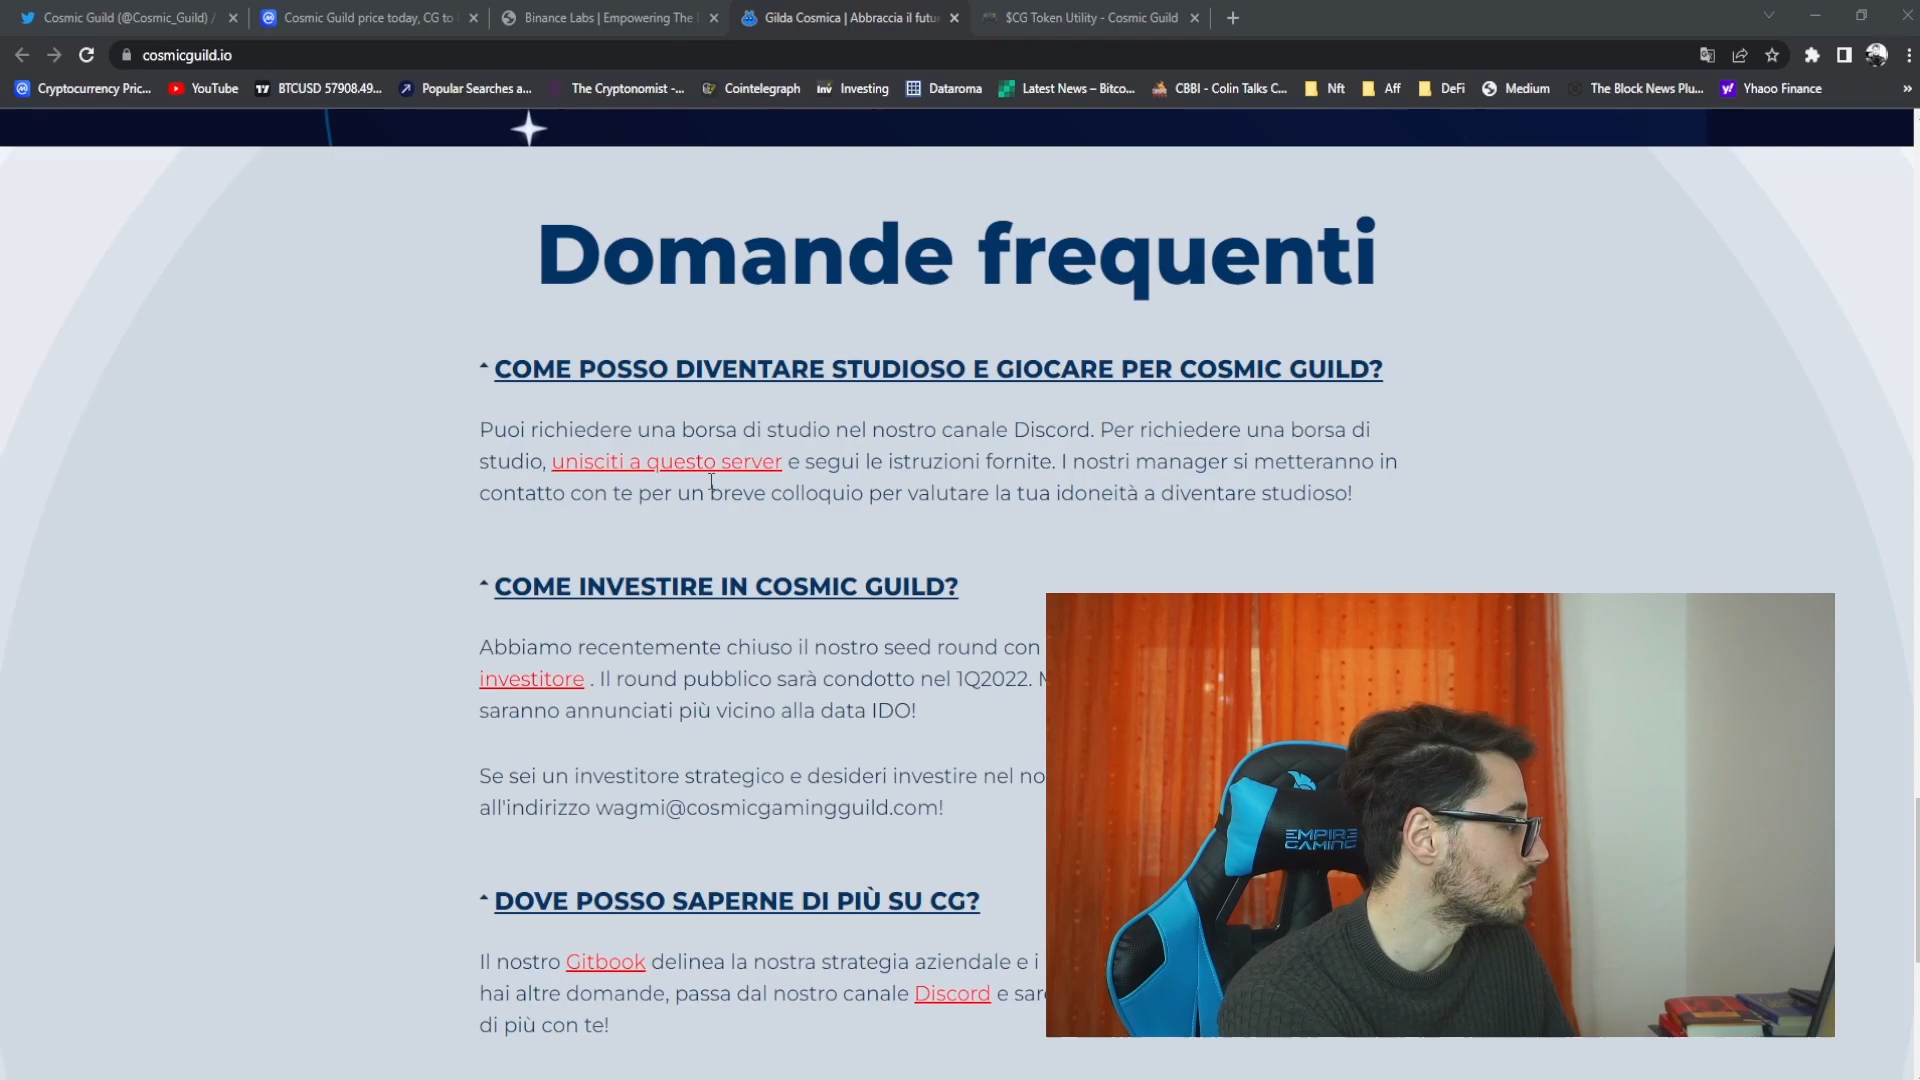 Cosmic Guild (@Cosmic_Guild) /
Cosmic Guild price today, CG to
Binance Labs | Empowering The
Gilda Cosmica | Abbraccia il futu
$CG Token Utility - Cosmic Guild
cosmicguild.io
Cryptocurrency Pric...
YouTube
BTCUSD 57908.49...
Popular Searches a...
The Cryptonomist -...
Cointelegraph
Investing
Dataroma
Latest News – Bitco...
CBBI - Colin Talks C...
Nft
Aff
DeFi
Medium
The Block News Plu...
Yhaoo Finance
»
Domande frequenti
COME POSSO DIVENTARE STUDIOSO E GIOCARE PER COSMIC GUILD?
Puoi richiedere una borsa di studio nel nostro canale Discord. Per richiedere una borsa di
studio, unisciti a questo server e segui le istruzioni fornite. I nostri manager si metteranno in
contatto con te per un breve colloquio per valutare la tua idoneità a diventare studioso!
COME INVESTIRE IN COSMIC GUILD?
Abbiamo recentemente chiuso il nostro seed round con
investitore . Il round pubblico sarà condotto nel 1Q2022. M
saranno annunciati più vicino alla data IDO!
Se sei un investitore strategico e desideri investire nel no
all'indirizzo wagmi@cosmicgamingguild.com!
DOVE POSSO SAPERNE DI PIÙ SU CG?
Il nostro Gitbook delinea la nostra strategia aziendale e i
hai altre domande, passa dal nostro canale Discord e sare
di più con te!
EMPIRE
GAMING